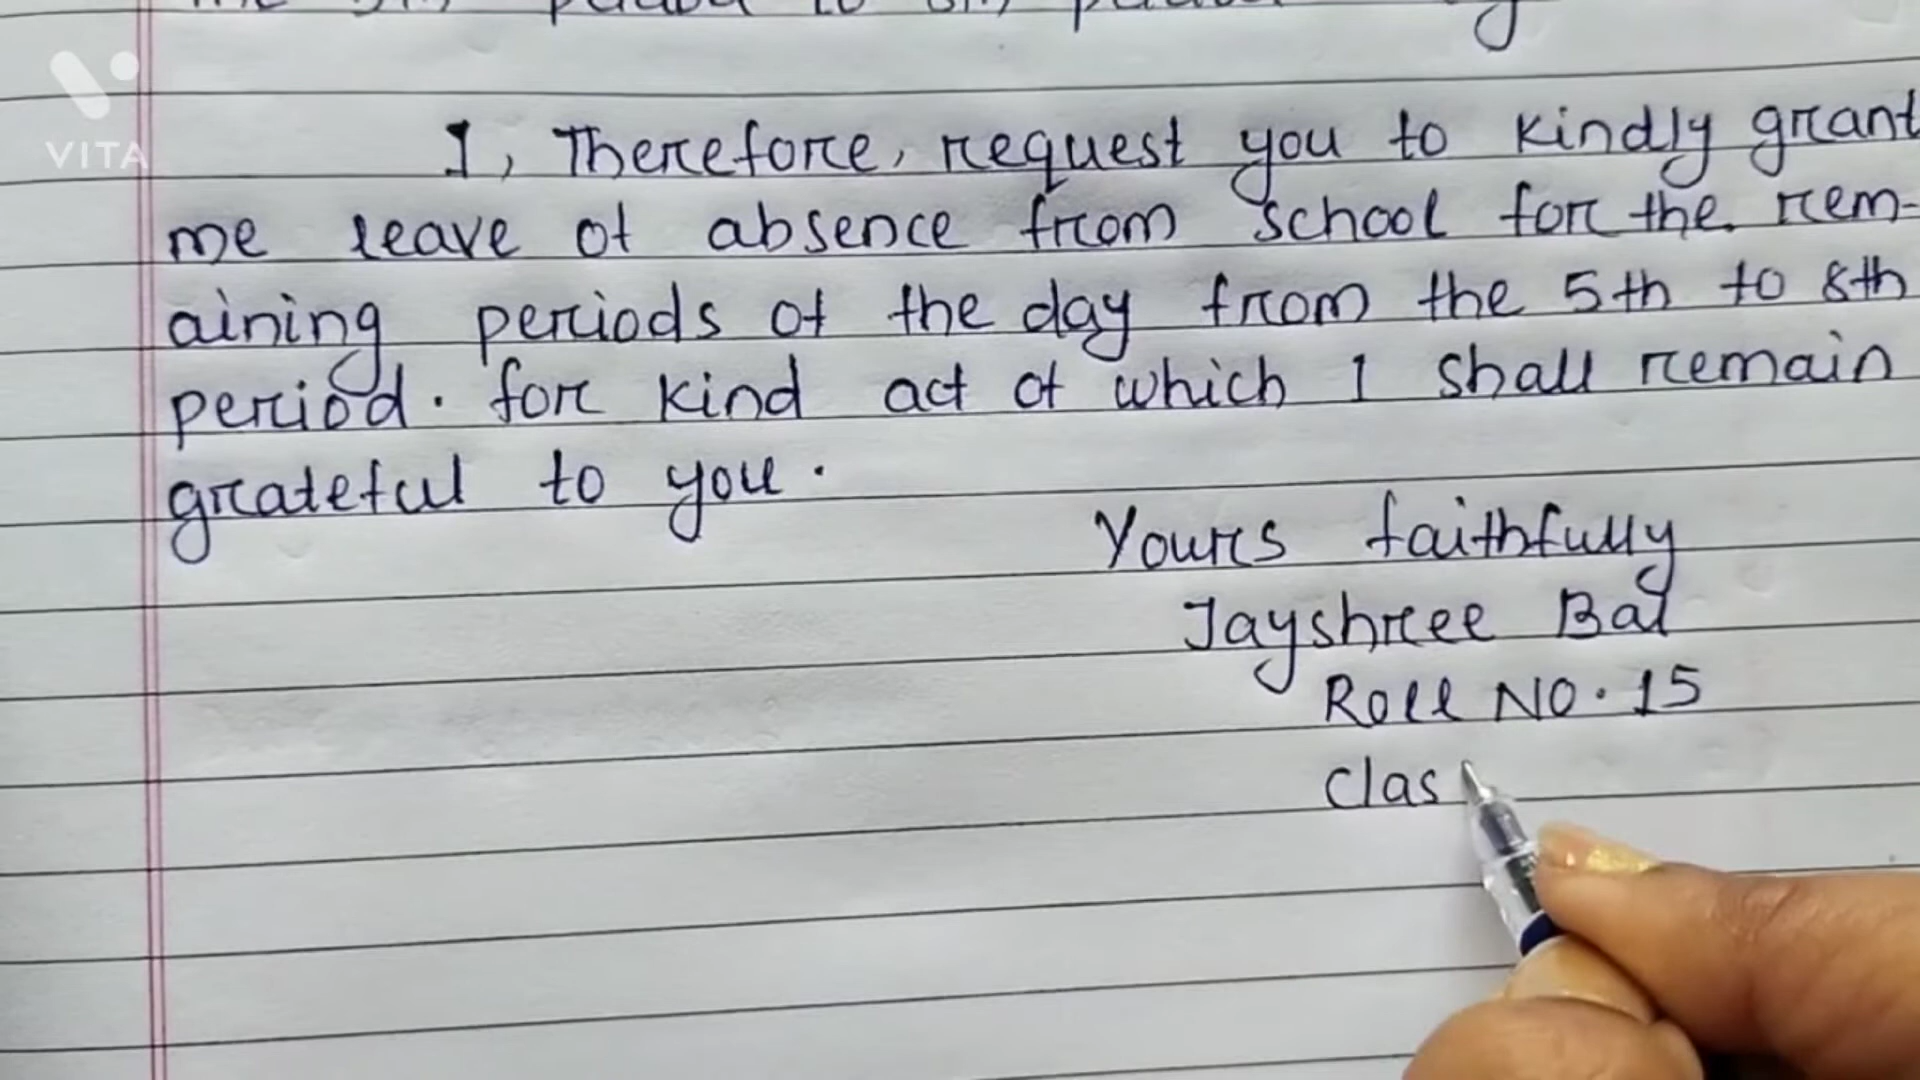 VITA
I, Therefore, request you to kindly grant
me leave of absence from school for the rem-
aining periods of the day from the 5th to 8th
period. for kind act of which I shall remain
grateful to you.
Yours faithfully
Jayshree Bal
Roll NO. 15
Clas